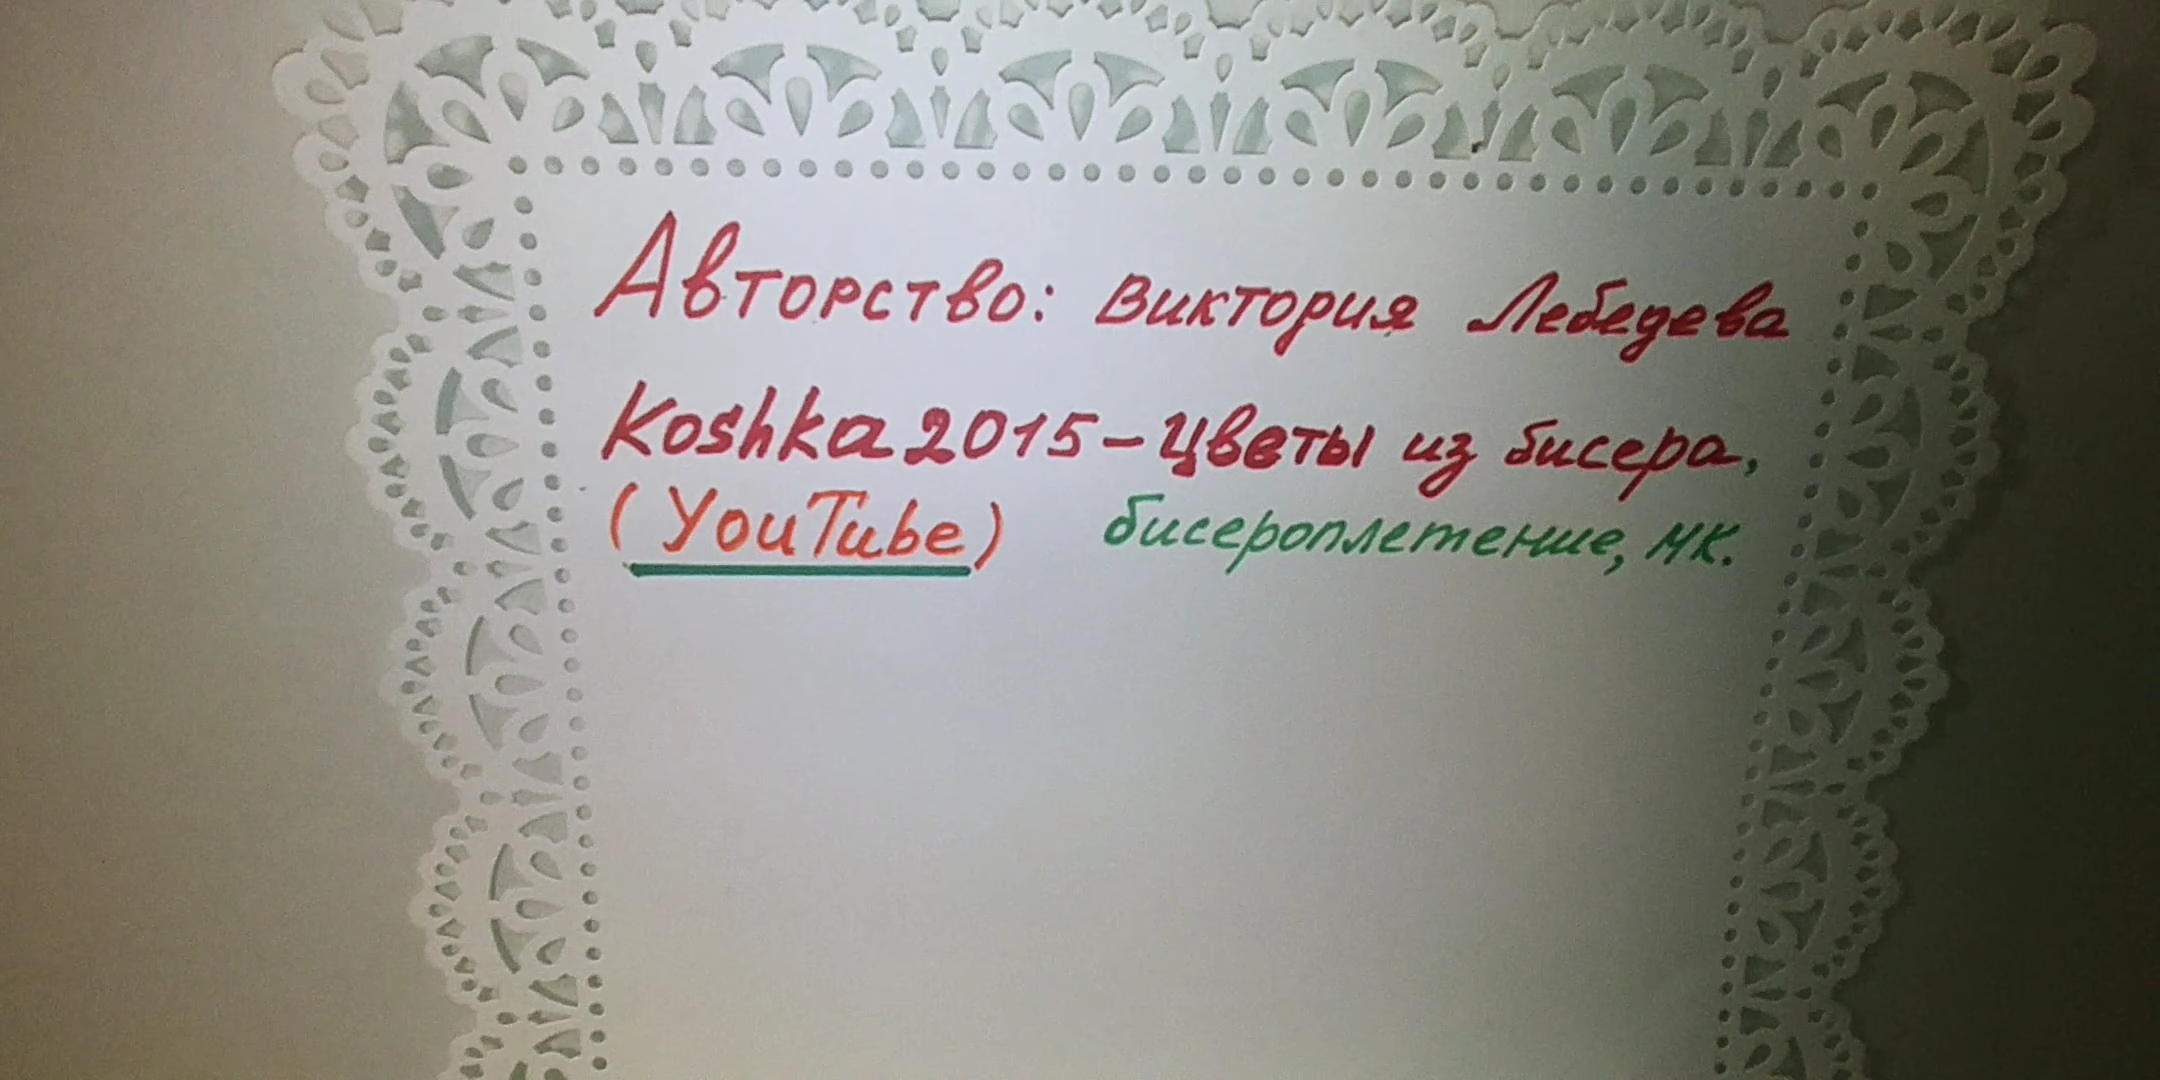 Авторство: Виктория Лебедева
Koshka2015-Цветы из бисера,
(YouTube) бисероплетение, МК.